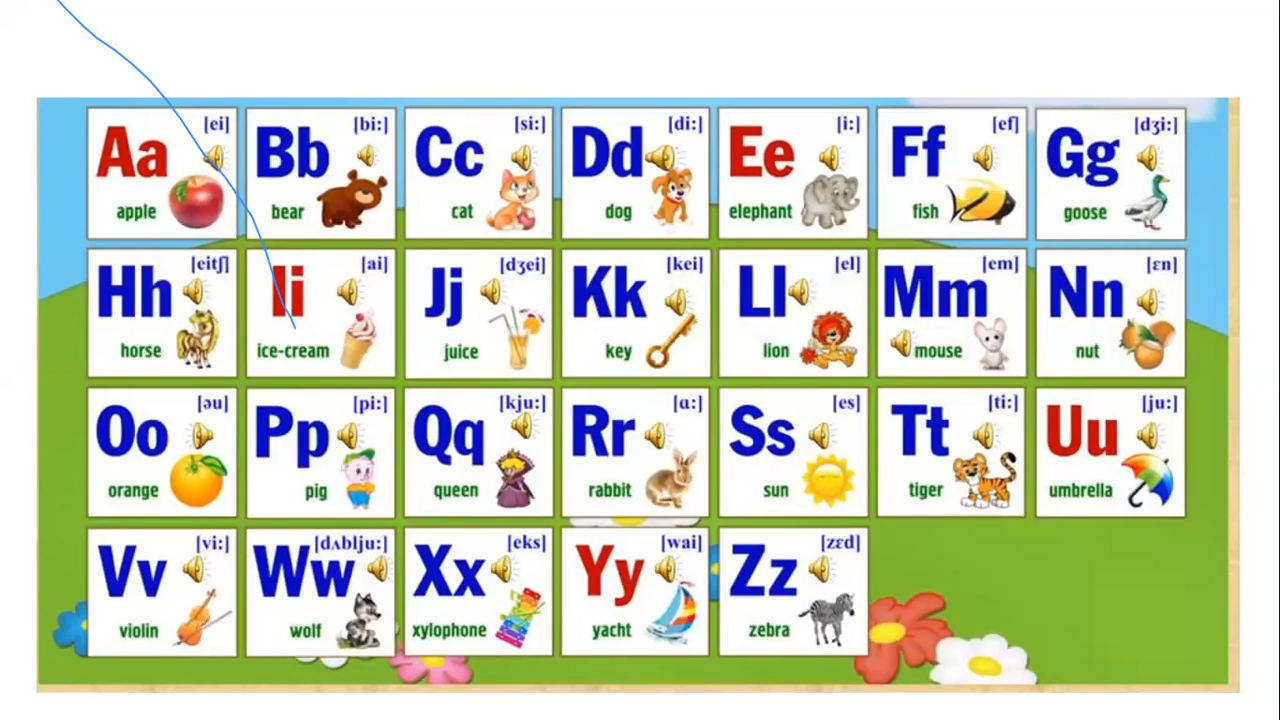 Aa [ei] apple
Bb [bi:] bear
Cc [si:] cat
Dd [di:] dog
Ee [i:] elephant
Ff [ef] fish
Gg [dʒi:] goose
Hh [eitʃ] horse
Ii [ai] ice-cream
Jj [dʒei] juice
Kk [kei] key
Ll [el] lion
Mm [em] mouse
Nn [ɛn] nut
Oo [əu] orange
Pp [pi:] pig
Qq [kju:] queen
Rr [ɑ:] rabbit
Ss [es] sun
Tt [ti:] tiger
Uu [ju:] umbrella
Vv [vi:] violin
Ww [dʌblju:] wolf
Xx [eks] xylophone
Yy [wai] yacht
Zz [zɛd] zebra